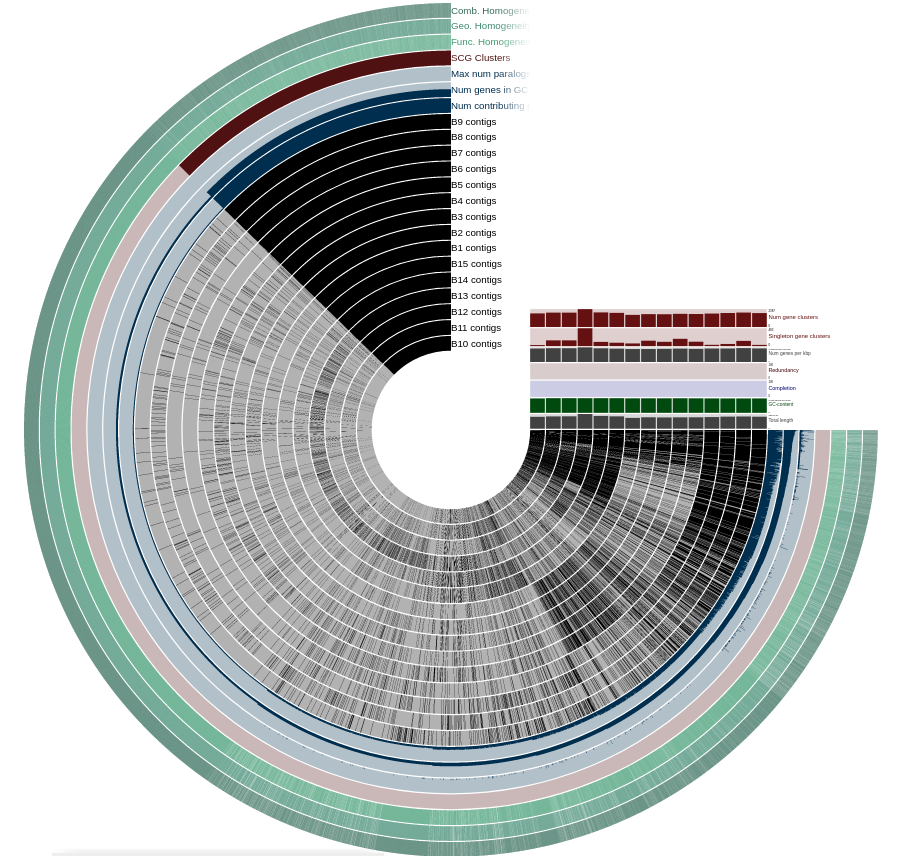 Comb. Homogene
Geo. Homogeneit
Func. Homogene
SCG Clusters
Max num paralog
Num genes in GC
Num contributing
B9 contigs
B8 contigs
B7 contigs
B6 contigs
B5 contigs
B4 contigs
B3 contigs
B2 contigs
B1 contigs
B15 contigs
B14 contigs
B13 contigs
B12 contigs
B11 contigs
B10 contigs
Num gene clusters
Singleton gene clusters
Num genes per kbp
Redundancy
Completion
GC-content
Total length